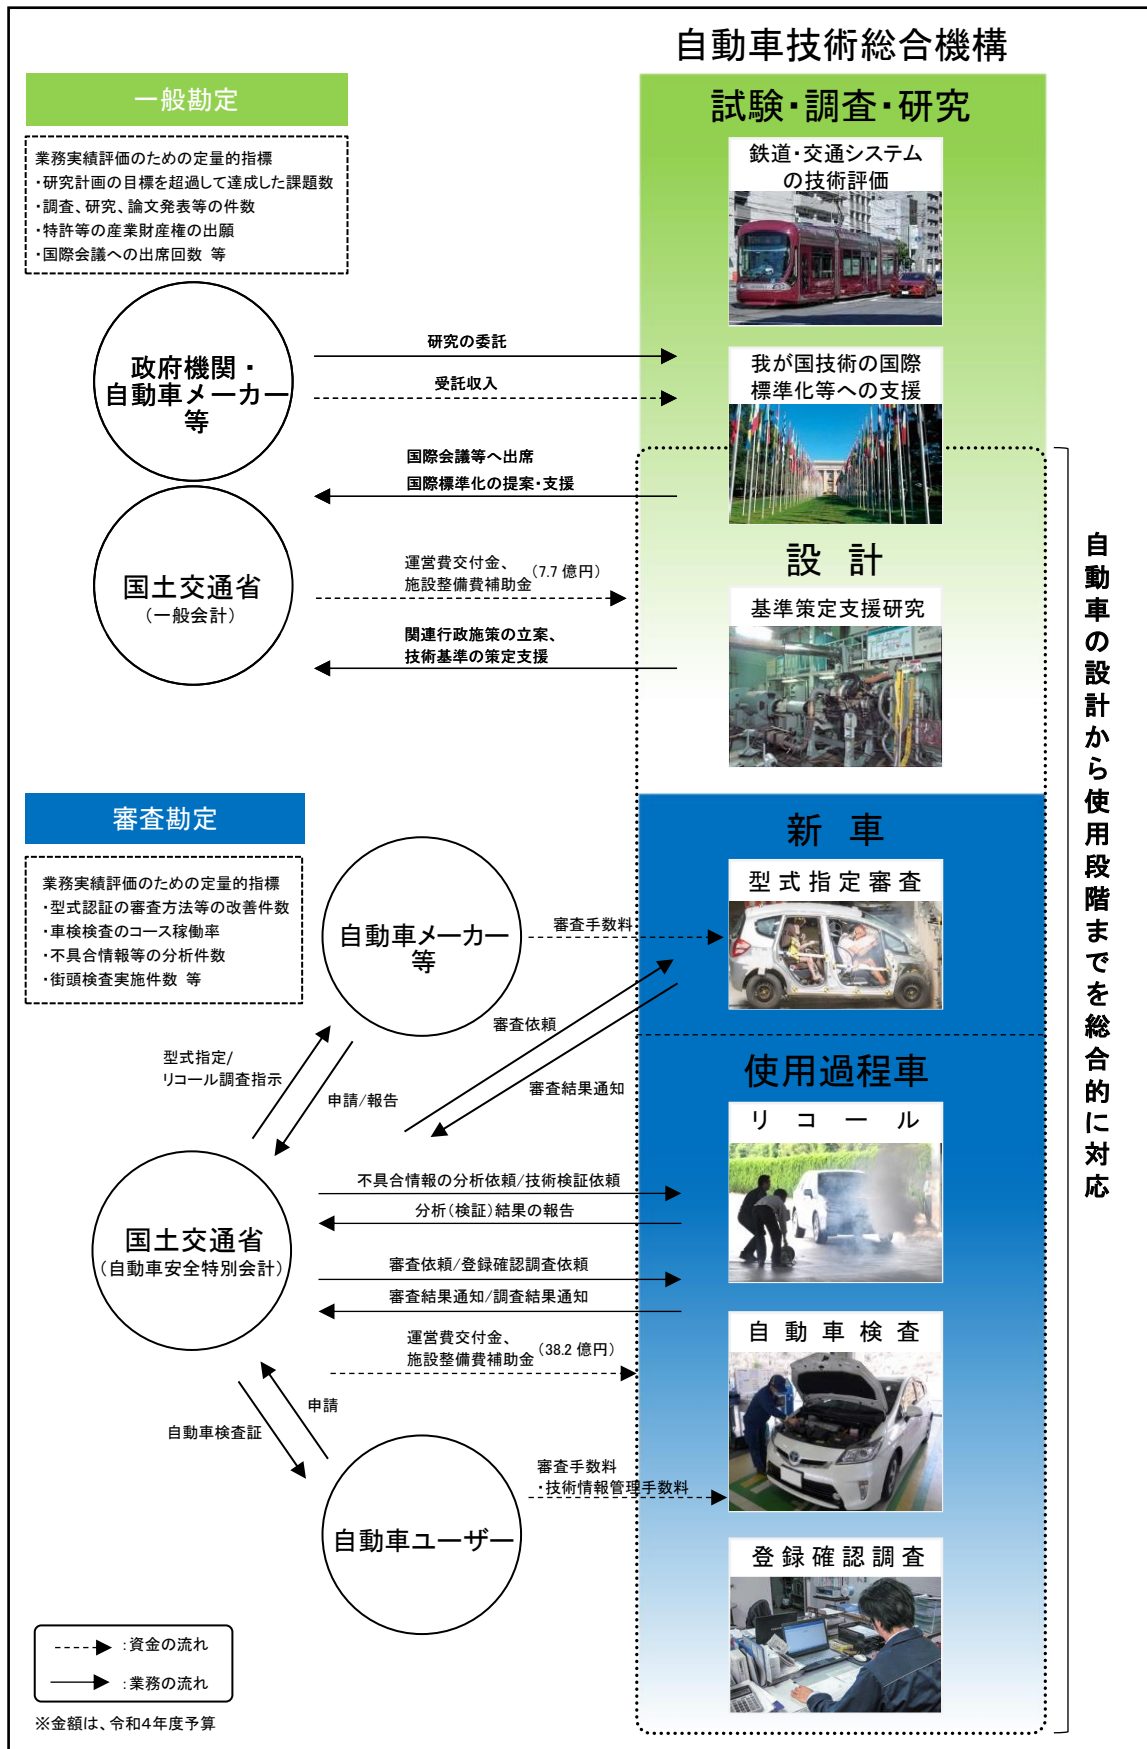 自動車技術総合機構
一般勘定
業務実績評価のための定量的指標
・研究計画の目標を超過して達成した課題数
・調査、研究、論文発表等の件数
・特許等の産業財産権の出願
・国際会議への出席回数 等
試験・調査・研究
鉄道・交通システム
の技術評価
政府機関・
自動車メーカー
等
研究の委託
受託収入
我が国技術の国際
標準化等への支援
国際会議等へ出席
国際標準化の提案・支援
国土交通省
（一般会計）
運営費交付金、
施設整備費補助金
（7.7 億円）
関連行政施策の立案、
技術基準の策定支援
設 計
基準策定支援研究
自動車の設計から使用段階までを総合的に対応
審査勘定
業務実績評価のための定量的指標
・型式認証の審査方法等の改善件数
・車検検査のコース稼働率
・不具合情報等の分析件数
・街頭検査実施件数 等
自動車メーカー
等
審査手数料
新 車
型式指定審査
審査依頼
審査結果通知
型式指定/
リコール調査指示
申請/報告
使用過程車
リコール
国土交通省
（自動車安全特別会計）
不具合情報の分析依頼/技術検証依頼
分析（検証）結果の報告
審査依頼/登録確認調査依頼
審査結果通知/調査結果通知
運営費交付金、
施設整備費補助金
（38.2 億円）
自動車検査
申請
自動車検査証
自動車ユーザー
審査手数料
・技術情報管理手数料
登録確認調査
:資金の流れ
:業務の流れ
※金額は、令和4年度予算